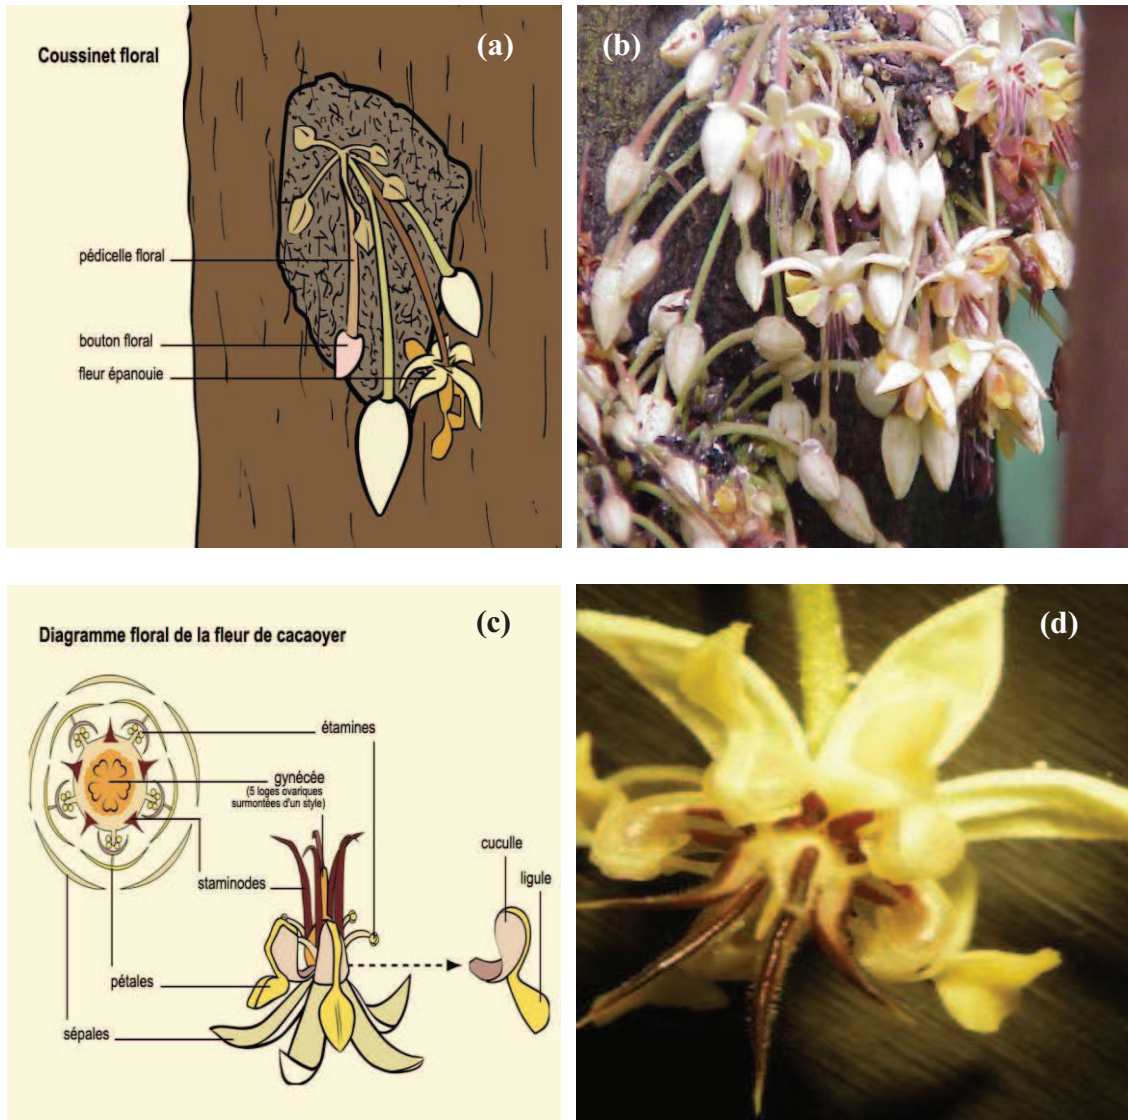 Coussinet floral
(a)
pédicelle floral
bouton floral
fleur épanouie
(b)
Diagramme floral de la fleur de cacaoyer
(c)
étamines
gynécée
(5 loges ovariques
surmontées d'un style)
cuculle
ligule
staminodes
pétales
sépales
(d)